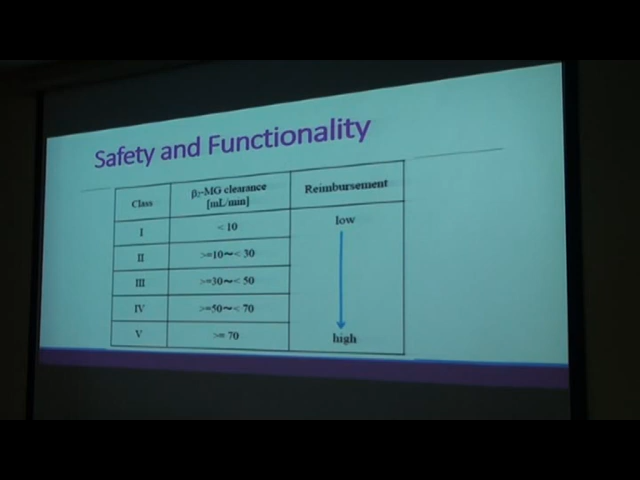 Safety and Functionality
Class β₂-MG clearance [mL/min] Reimbursement
I < 10 low
II >=10～< 30
III >=30～< 50
IV >=50～< 70
V >= 70 high